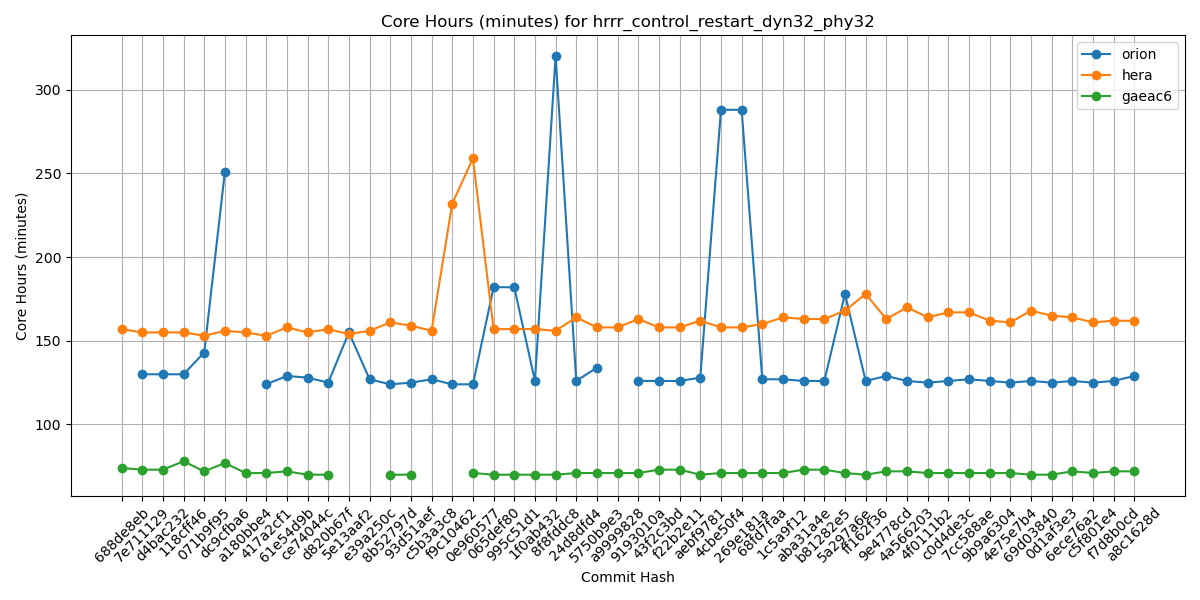 Core Hours (minutes) for hrrr_control_restart_dyn32_phy32
orion
hera
gaeac6
Core Hours (minutes)
300
250
200
150
100
688de8eb
7e711129
d4bac232
118cff46
071b9f95
dc9cfba6
a180bbe4
417a2cf1
61e54d9b
ce74044c
d820b67f
5e13aaf2
e39a250c
8b52797d
93d51aef
c5b3a3c8
f9c10462
0e960577
065def80
995c51d1
1f0ab432
8f8fddc8
24d8dfd4
5750b9e3
a9999828
9193010a
43f253bd
f22b2e11
aebf9781
4cbe50f4
269e181a
68fd7faa
1c5a9f12
aba31a4e
b81282e5
5a297a6e
ff162f36
9e4778cd
4a566203
4f011b2
c0d4de3c
7cc588ae
9b9a6304
4e75e7b4
69d03840
0d1af3e3
6ece76a2
c5f801e4
f7d8b0cd
a8c1628d
Commit Hash